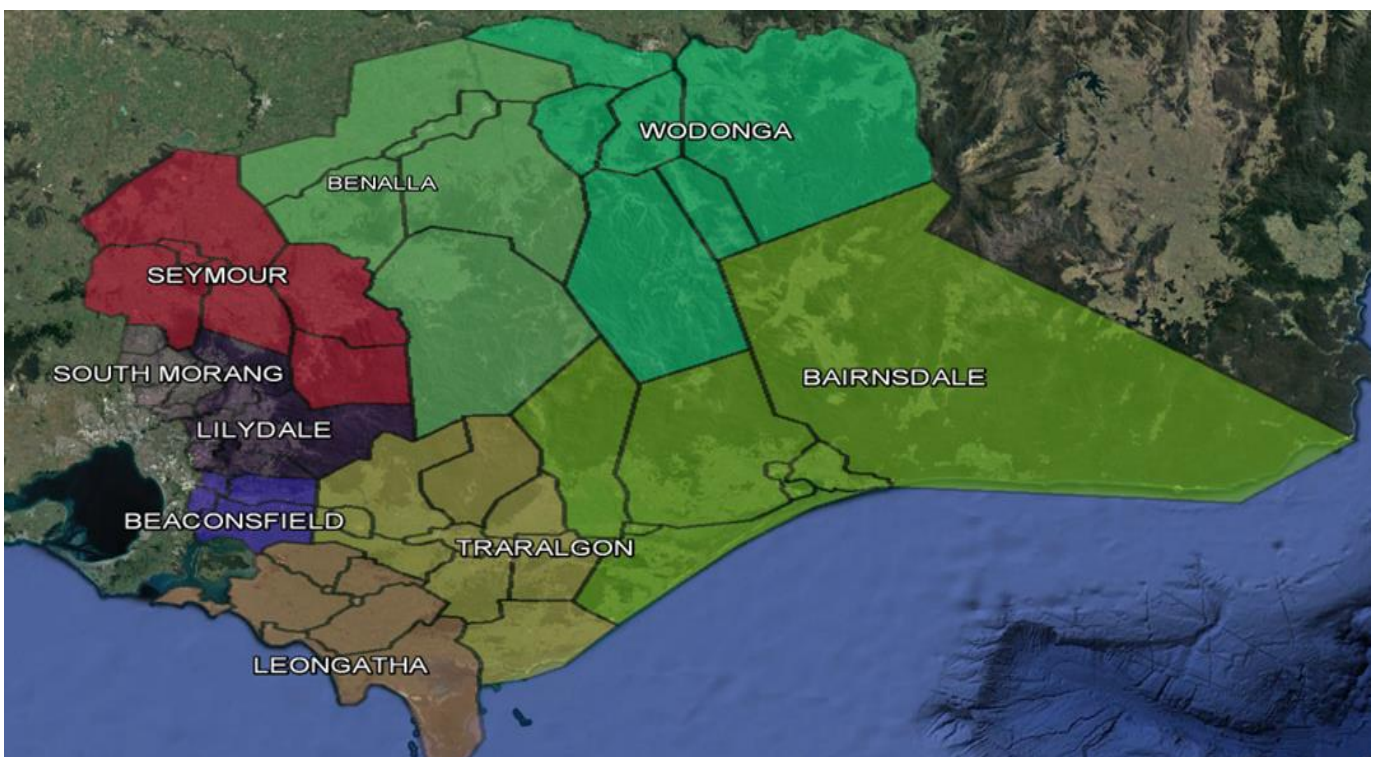 WODONGA
BENALLA
SEYMOUR
SOUTH MORANG
BAIRNSDALE
LILYDALE
BEACONSFIELD
TRARALGON
LEONGATHA